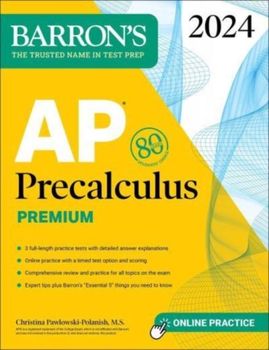 BARRON'S
THE TRUSTED NAME IN TEST PREP
2024
AP®
80
Precalculus
PREMIUM
• 3 full-length practice tests with detailed answer explanations
• Online practice with a timed test option and scoring
• Comprehensive review and practice for all topics on the exam
• Expert tips plus Barron's "Essential 5" things you need to know
Christina Pawlowski-Polanish, M.S.
ONLINE PRACTICE